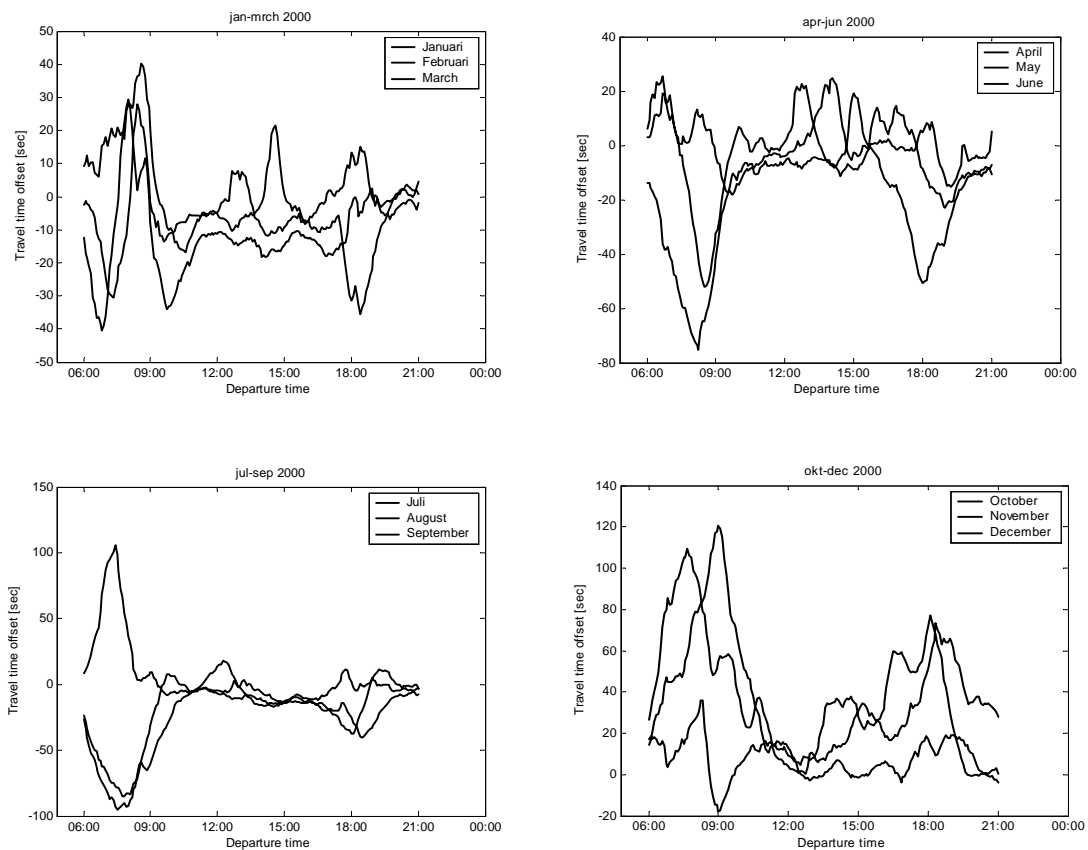 jan-mrch 2000
50
40
30
20
10
0
-10
-20
-30
-40
-50
Travel time offset [sec]
Januari
Februari
March
06:00 09:00 12:00 15:00 18:00 21:00 00:00
Departure time
apr-jun 2000
40
20
0
-20
-40
-60
-80
Travel time offset [sec]
April
May
June
06:00 09:00 12:00 15:00 18:00 21:00 00:00
Departure time
jul-sep 2000
150
100
50
0
-50
-100
Travel time offset [sec]
Juli
August
September
06:00 09:00 12:00 15:00 18:00 21:00 00:00
Departure time
okt-dec 2000
140
120
100
80
60
40
20
0
-20
Travel time offset [sec]
October
November
December
06:00 09:00 12:00 15:00 18:00 21:00 00:00
Departure time